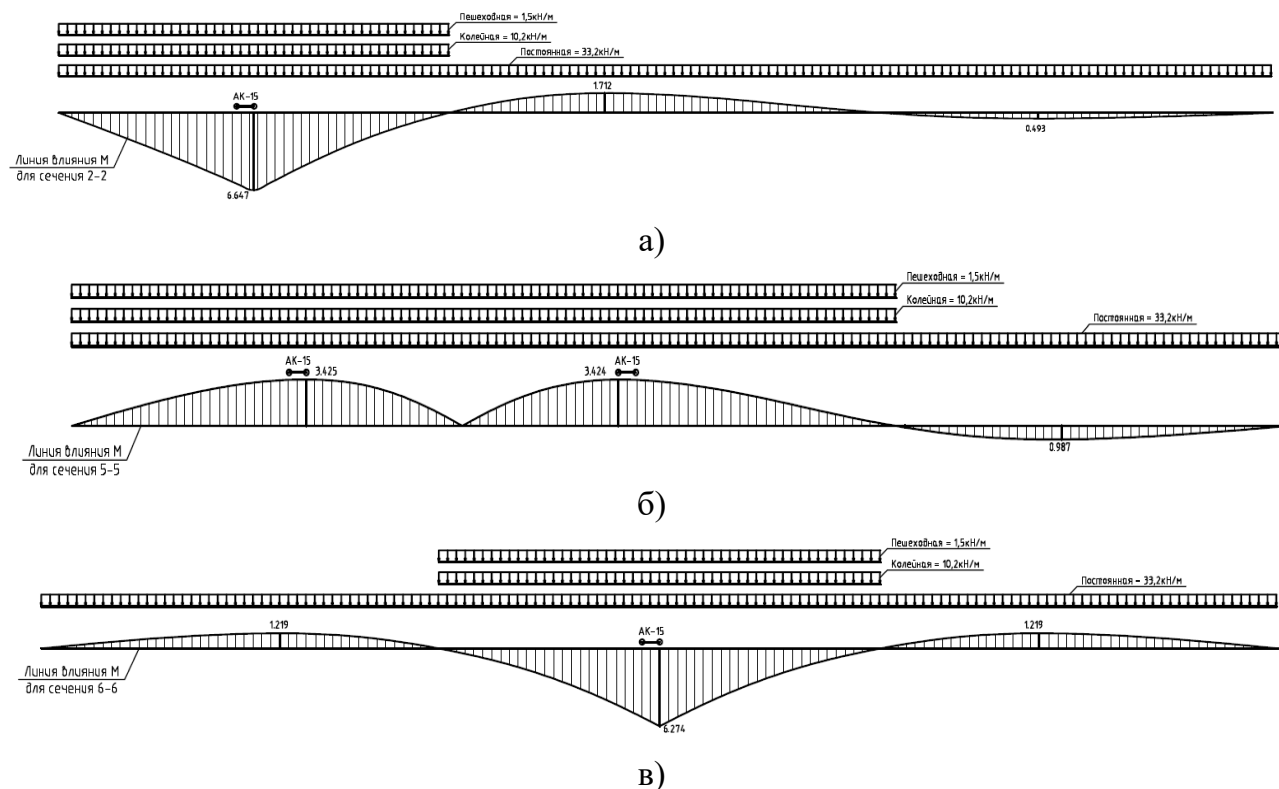 Пешеходная = 1,5кН/м
Колейная = 10,2кН/м
Постоянная = 33,2кН/м
АК-15
1.712
0.493
Линия влияния М
для сечения 2-2
6.647
а)
Пешеходная = 1,5кН/м
Колейная = 10,2кН/м
Постоянная = 33,2кН/м
АК-15
АК-15
3.425
3.424
0.987
Линия влияния М
для сечения 5-5
б)
Пешеходная = 1,5кН/м
Колейная = 10,2кН/м
Постоянная - 33,2кН/м
1.219
АК-15
1.219
Линия влияния М
для сечения 6-6
6.274
в)